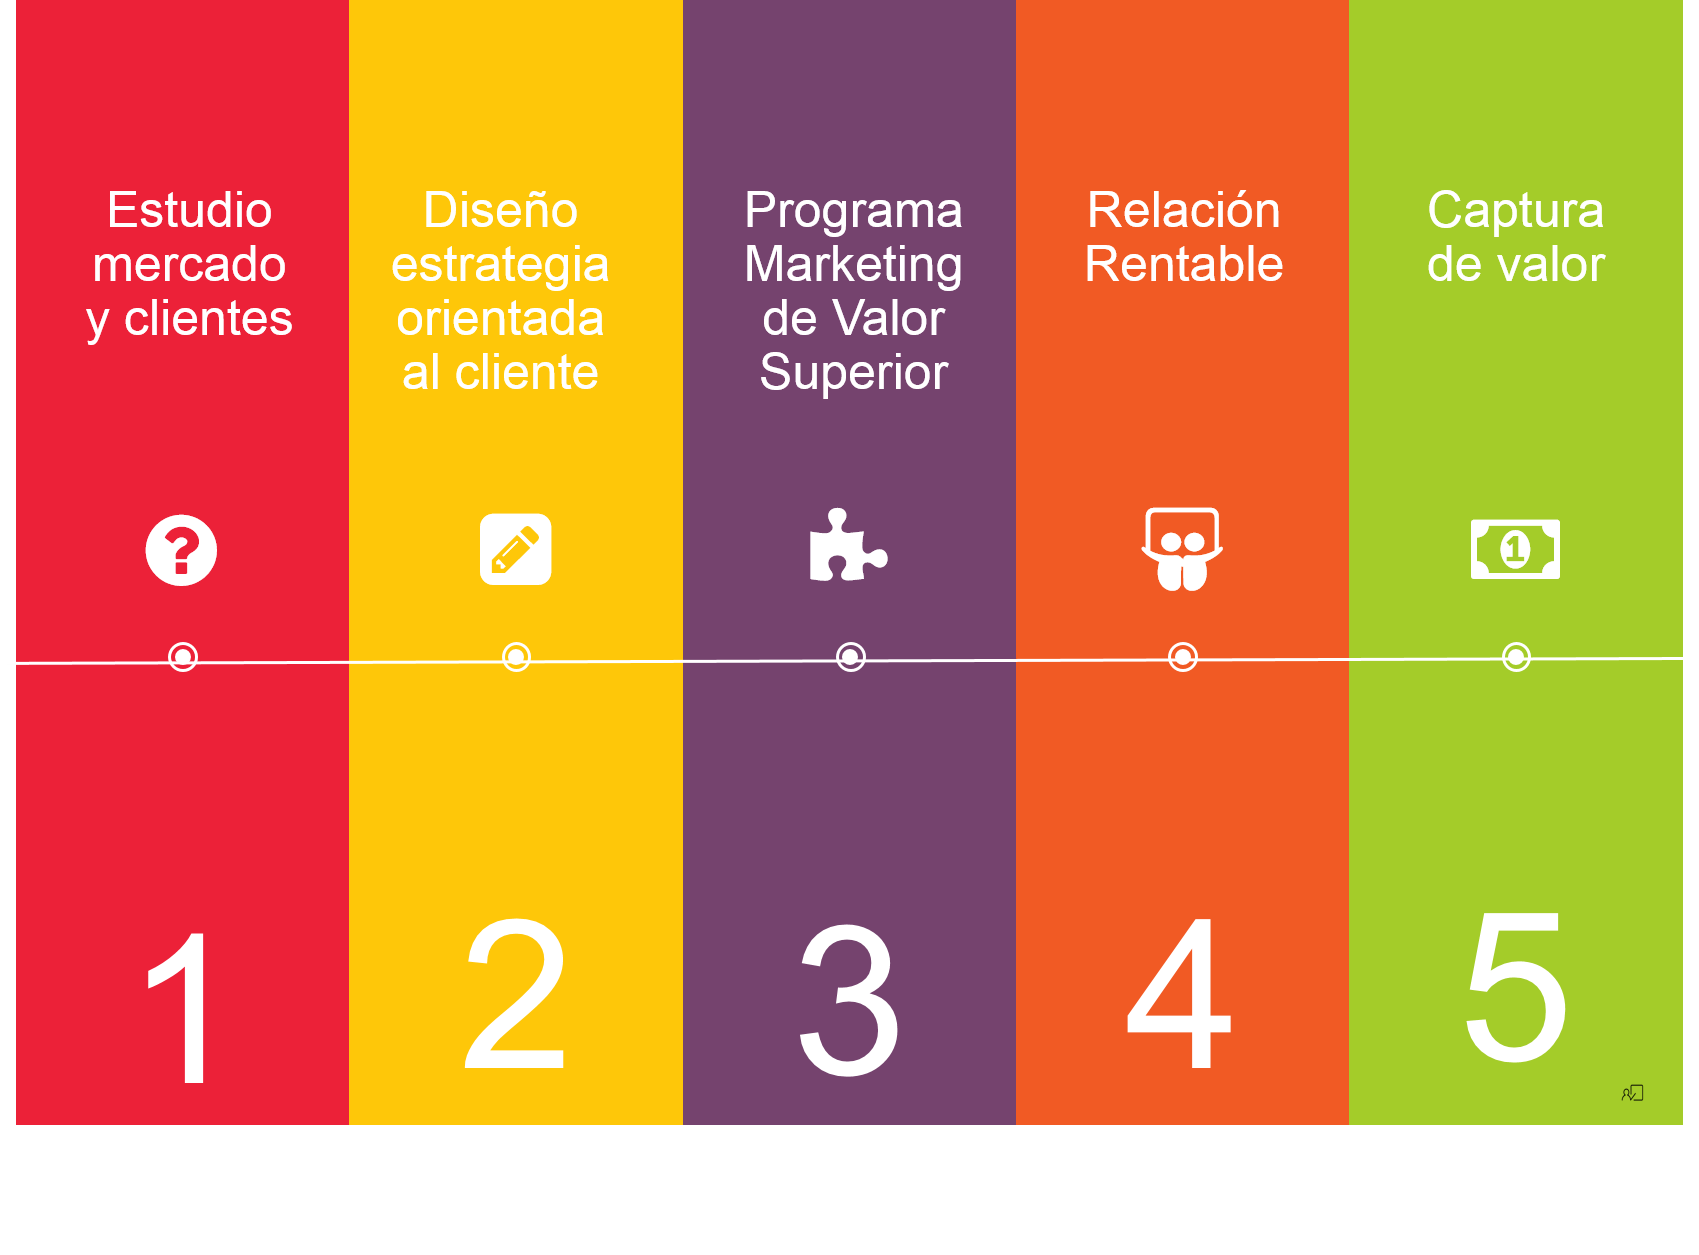 Estudio
mercado
y clientes
Diseño
estrategia
orientada
al cliente
Programa
Marketing
de Valor
Superior
Relación
Rentable
Captura
de valor
1
1
2
3
4
5